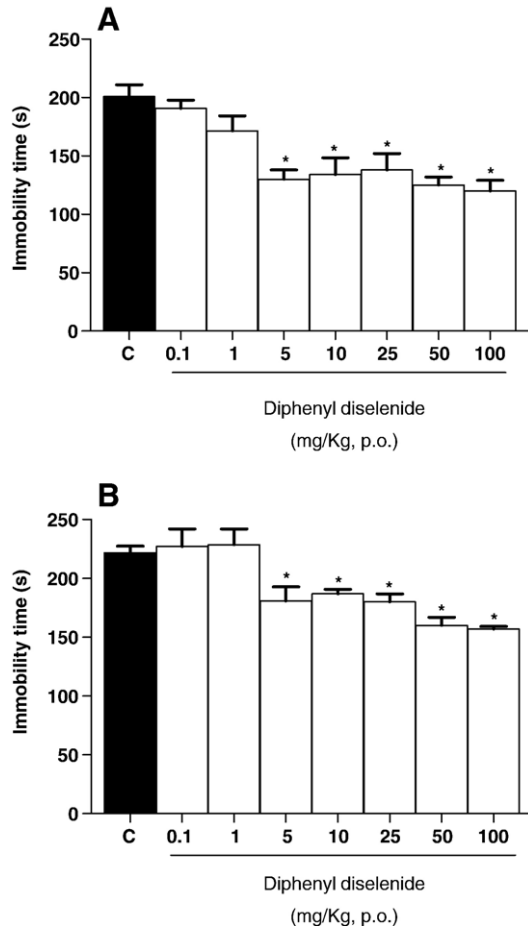 A
Immobility time (s)
250
200
150
100
50
0
* * * * *
C 0.1 1 5 10 25 50 100
Diphenyl diselenide
(mg/Kg, p.o.)
B
Immobility time (s)
250
200
150
100
50
0
* * * * *
C 0.1 1 5 10 25 50 100
Diphenyl diselenide
(mg/Kg, p.o.)